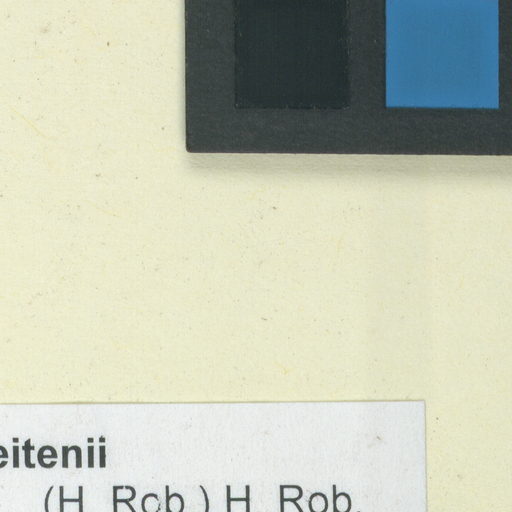 eitenii
(H. Rob.) H. Rob.